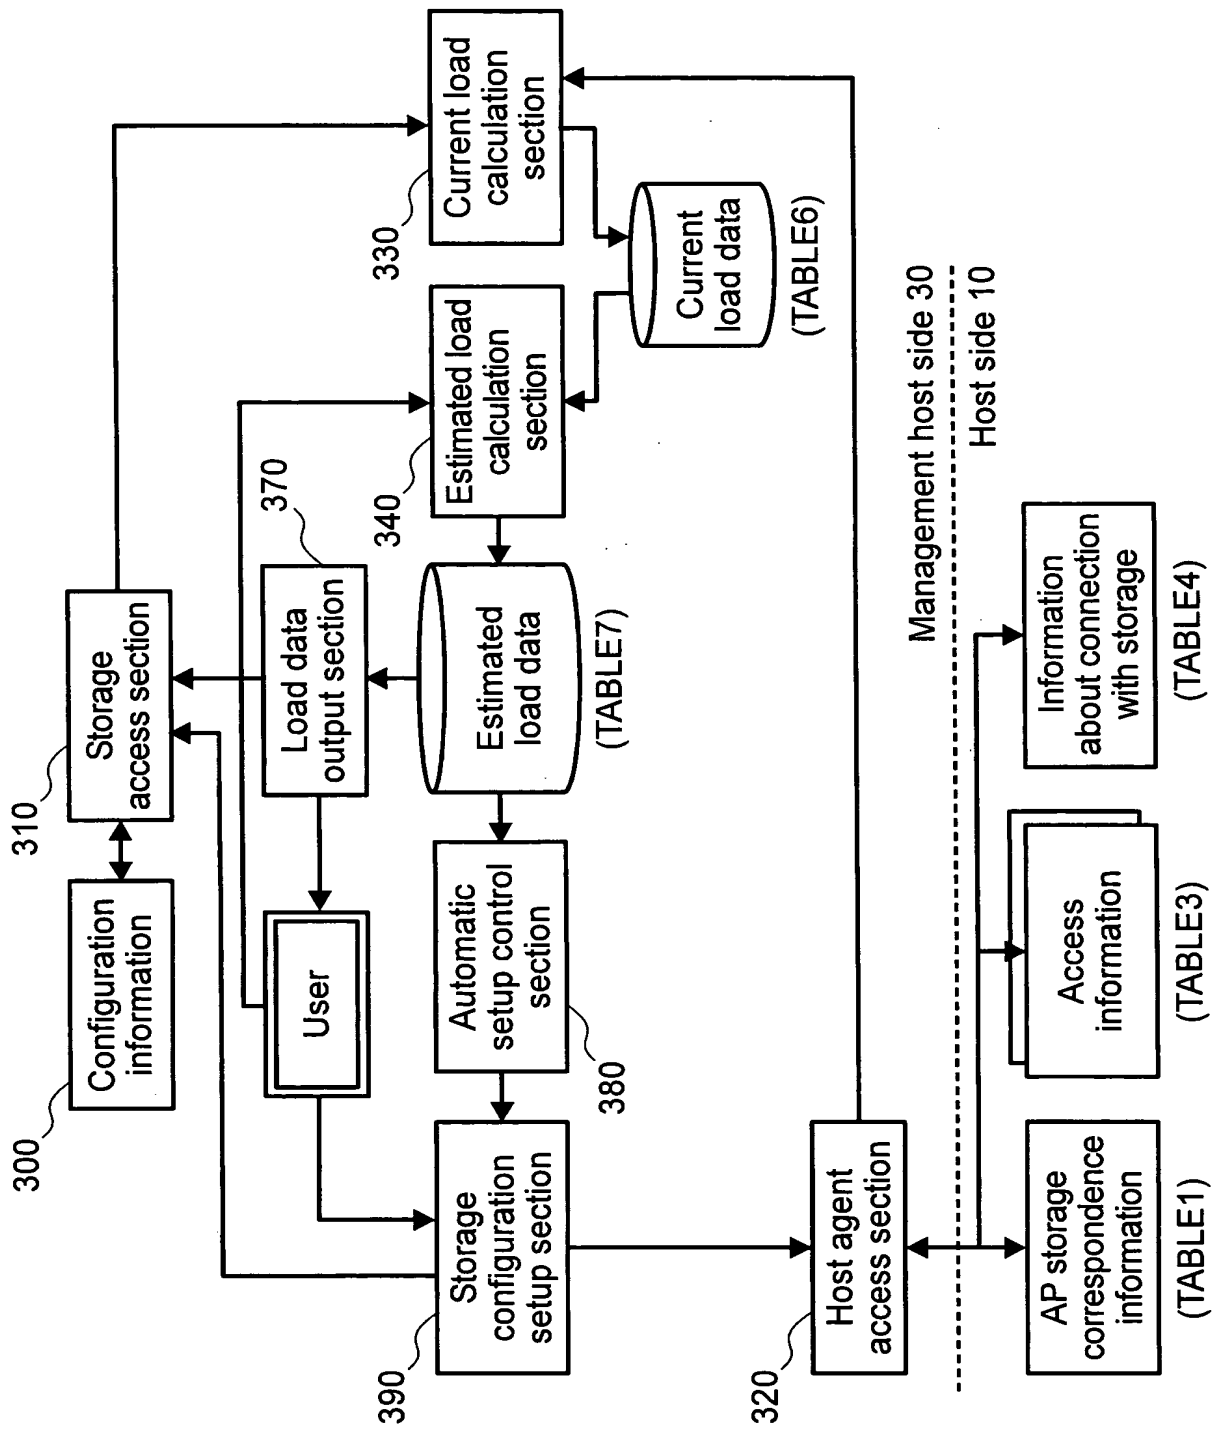 300
Configuration
information
310
Storage
access section
User
370
Load data
output section
390
Storage
configuration
setup section
380
Automatic
setup control
section
Estimated
load data
(TABLE7)
340
Estimated load
calculation
section
330
Current load
calculation
section
Current
load data
(TABLE6)
320
Host agent
access section
Management host side 30
Host side 10
AP storage
correspondence
information
(TABLE1)
Access
information
(TABLE3)
Information
about connection
with storage
(TABLE4)